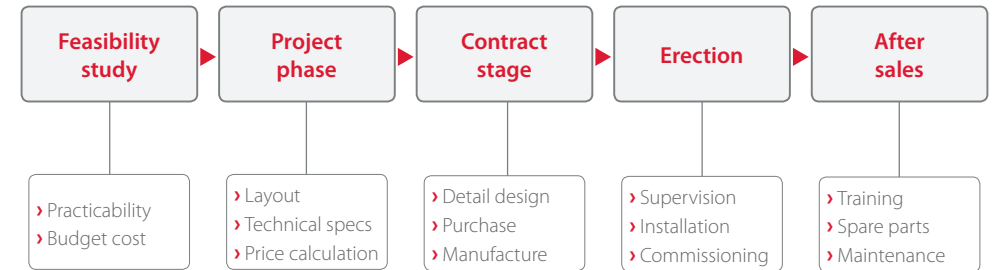 Feasibility
study
Project
phase
Contract
stage
Erection
After
sales
› Practicability
› Budget cost
› Layout
› Technical specs
› Price calculation
› Detail design
› Purchase
› Manufacture
› Supervision
› Installation
› Commissioning
› Training
› Spare parts
› Maintenance